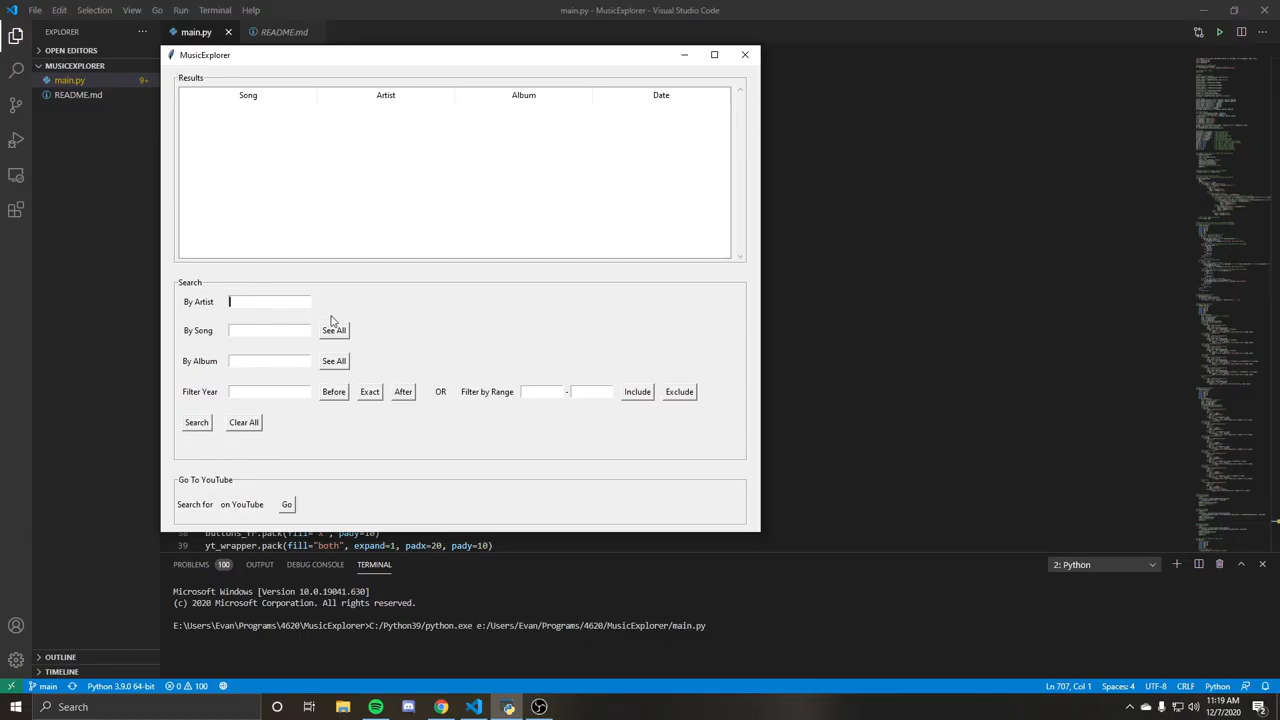 File Edit Selection View Go Run Terminal Help
main.py - MusicExplorer - Visual Studio Code
EXPLORER
OPEN EDITORS
MUSICEXPLORER
main.py 9+
README.md
main.py
README.md
MusicExplorer
Results
Song Artist Album Date
Search
By Artist
By Song See All
By Album See All
Filter Year Before Exact After OR Filter by Range - Include Exclude
Search Clear All
Go To YouTube
Search for on YouTube Go
39 yt_wrapper.pack(fill="both", expand=1, padx=20, pady=10)
PROBLEMS 100 OUTPUT DEBUG CONSOLE TERMINAL
2: Python
Microsoft Windows [Version 10.0.19041.630]
(c) 2020 Microsoft Corporation. All rights reserved.
E:\Users\Evan\Programs\4620\MusicExplorer>C:/Python39/python.exe e:/Users/Evan/Programs/4620/MusicExplorer/main.py
OUTLINE
TIMELINE
main Python 3.9.0 64-bit 0 100
Ln 707, Col 1 Spaces: 4 UTF-8 CRLF Python
Search
11:19 AM
12/7/2020